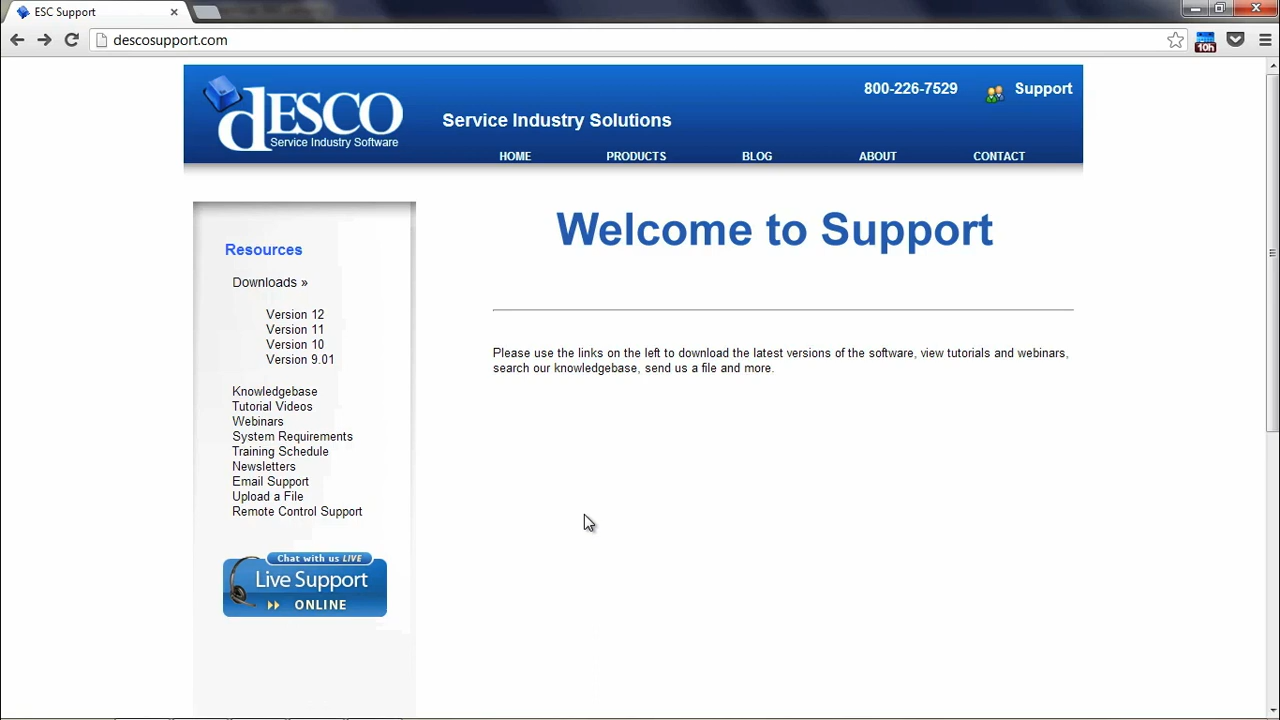 ESC Support
descosupport.com
10h
dESCO
Service Industry Software
Service Industry Solutions
800-226-7529
Support
HOME
PRODUCTS
BLOG
ABOUT
CONTACT
Welcome to Support
Resources
Downloads »
Version 12
Version 11
Version 10
Version 9.01
Knowledgebase
Tutorial Videos
Webinars
System Requirements
Training Schedule
Newsletters
Email Support
Upload a File
Remote Control Support
Please use the links on the left to download the latest versions of the software, view tutorials and webinars,
search our knowledgebase, send us a file and more.
Chat with us LIVE
Live Support
ONLINE